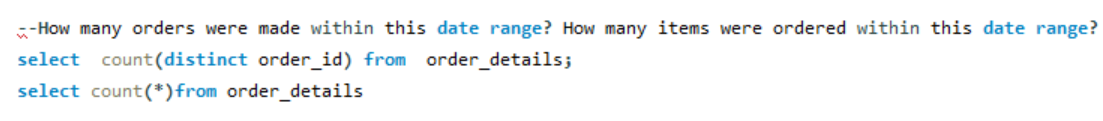 --How many orders were made within this date range? How many items were ordered within this date range?
select  count(distinct order_id) from  order_details;
select count(*)from order_details